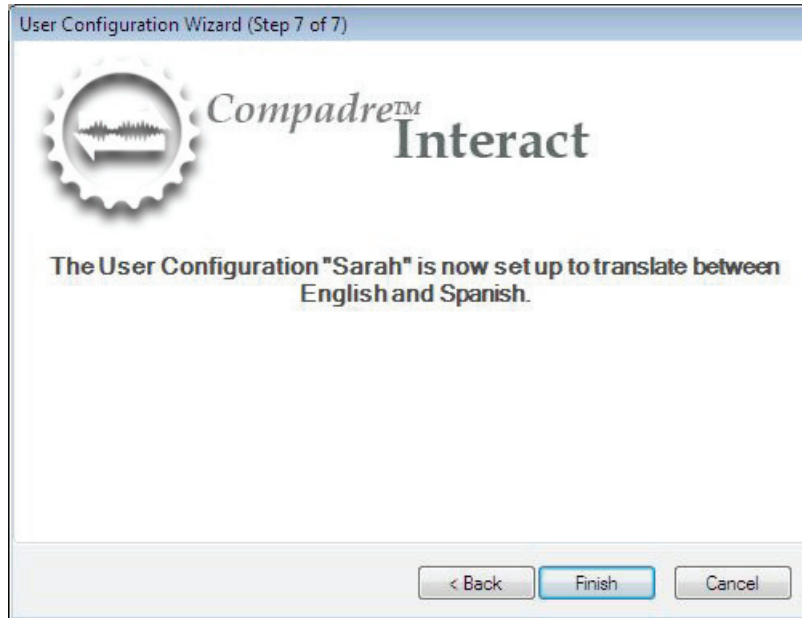 User Configuration Wizard (Step 7 of 7)
Compadre™
Interact
The User Configuration "Sarah" is now set up to translate between
English and Spanish.
< Back
Finish
Cancel